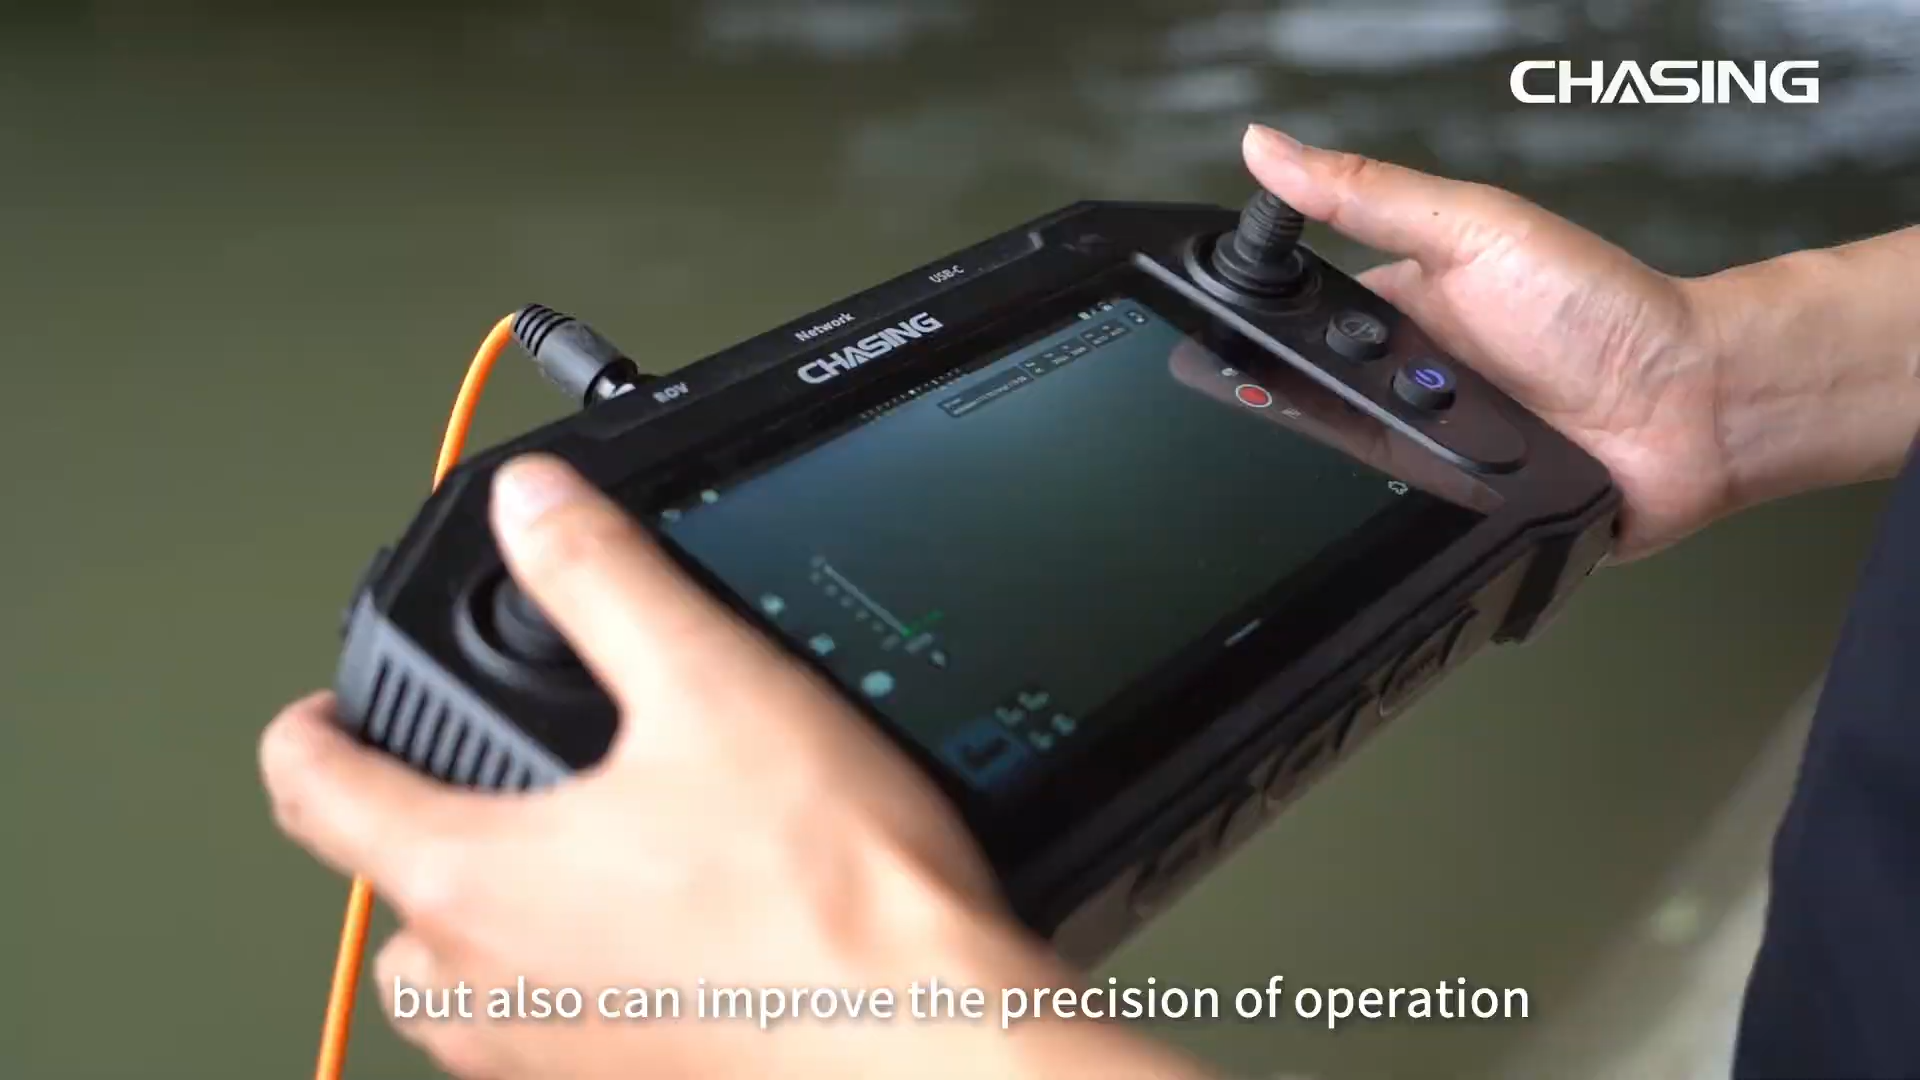 CHASING
USB-C
Network
CHASING
ROV
but also can improve the precision of operation